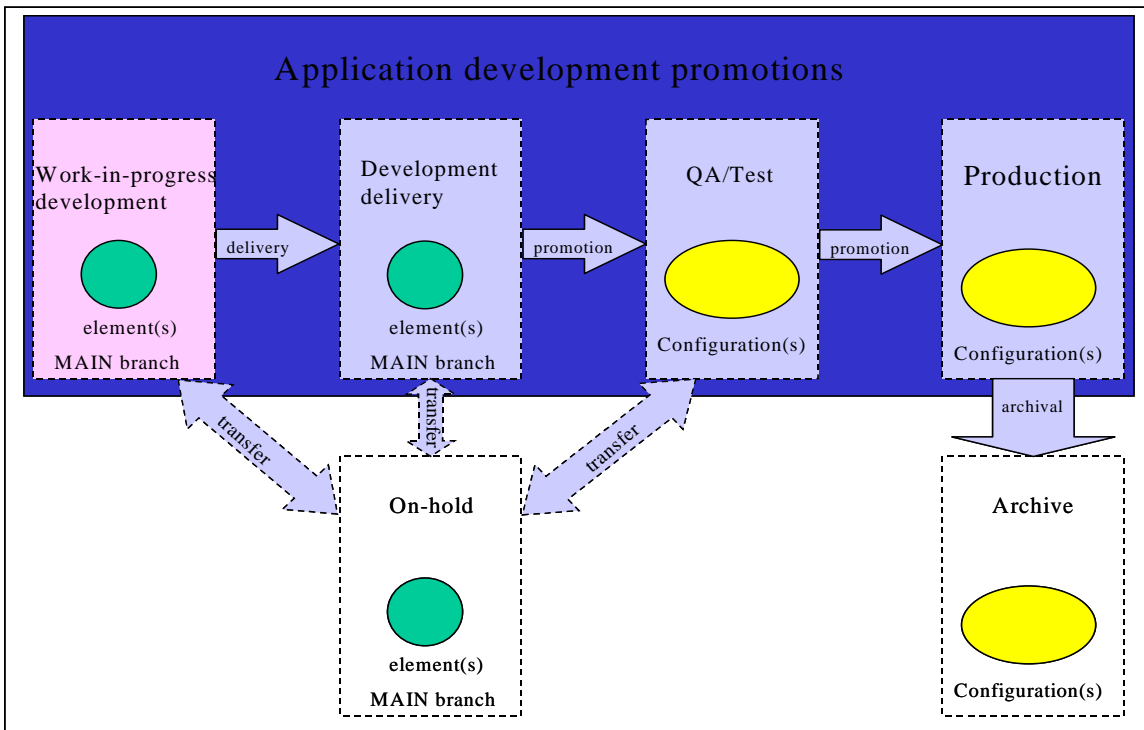 Application development promotions
Work-in-progress
development
element(s)
MAIN branch
delivery
Development
delivery
element(s)
MAIN branch
promotion
QA/Test
Configuration(s)
promotion
Production
Configuration(s)
transfer
transfer
transfer
archival
On-hold
element(s)
MAIN branch
Archive
Configuration(s)